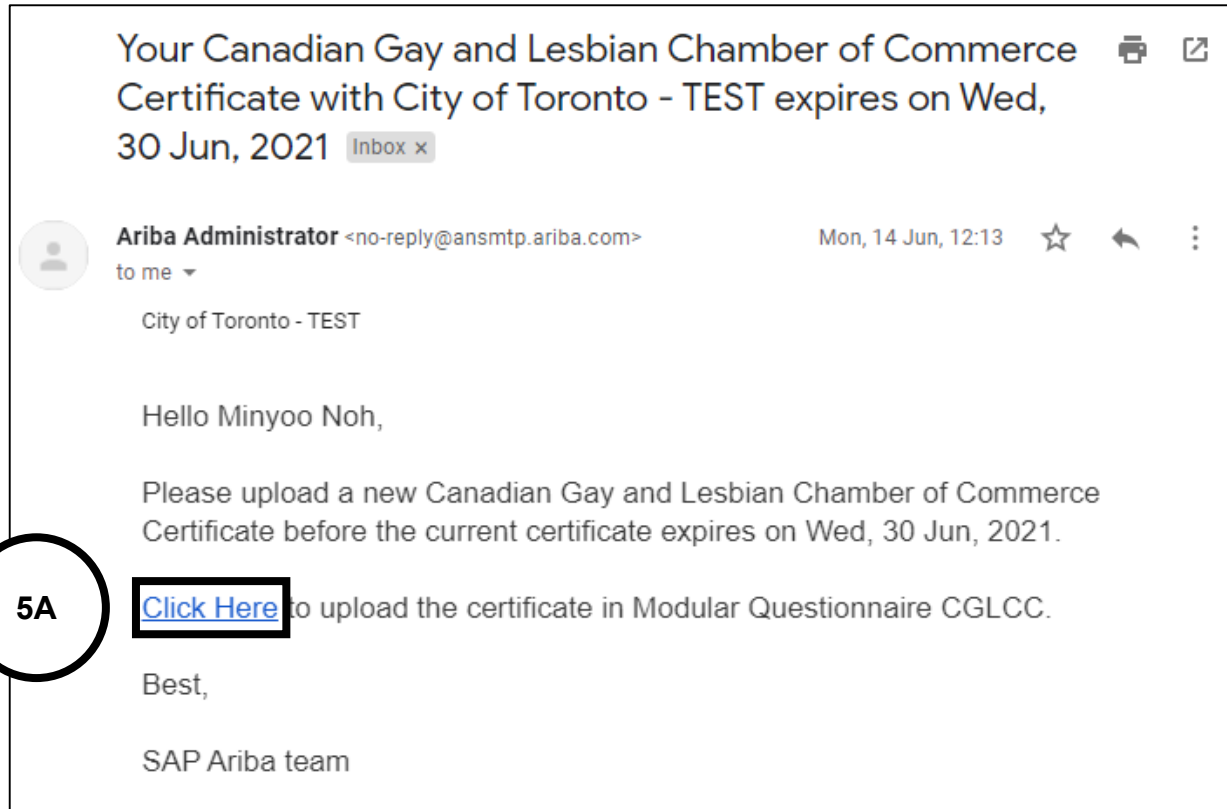 Your Canadian Gay and Lesbian Chamber of Commerce
Certificate with City of Toronto - TEST expires on Wed,
30 Jun, 2021 Inbox x
Ariba Administrator <no-reply@ansmtp.ariba.com> Mon, 14 Jun, 12:13
to me
City of Toronto - TEST
Hello Minyoo Noh,
Please upload a new Canadian Gay and Lesbian Chamber of Commerce
Certificate before the current certificate expires on Wed, 30 Jun, 2021.
5A Click Here to upload the certificate in Modular Questionnaire CGLCC.
Best,
SAP Ariba team